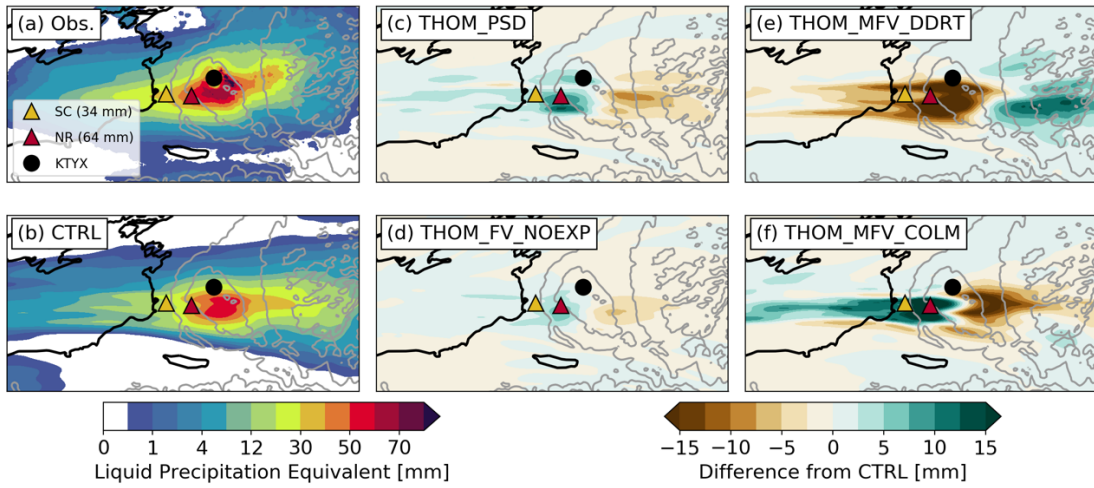 (a) Obs.
SC (34 mm)
NR (64 mm)
KTYX
(b) CTRL
(c) THOM_PSD
(d) THOM_FV_NOEXP
(e) THOM_MFV_DDRT
(f) THOM_MFV_COLM
0 1 4 12 30 50 70
Liquid Precipitation Equivalent [mm]
−15 −10 −5 0 5 10 15
Difference from CTRL [mm]